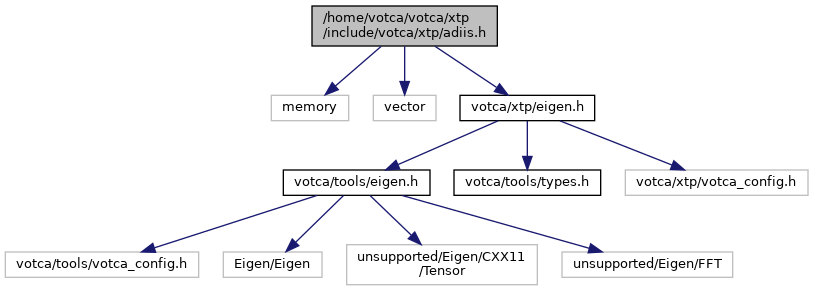 /home/votca/votca/xtp
/include/votca/xtp/adiis.h
memory
vector
votca/xtp/eigen.h
votca/tools/eigen.h
votca/tools/types.h
votca/xtp/votca_config.h
votca/tools/votca_config.h
Eigen/Eigen
unsupported/Eigen/CXX11
/Tensor
unsupported/Eigen/FFT